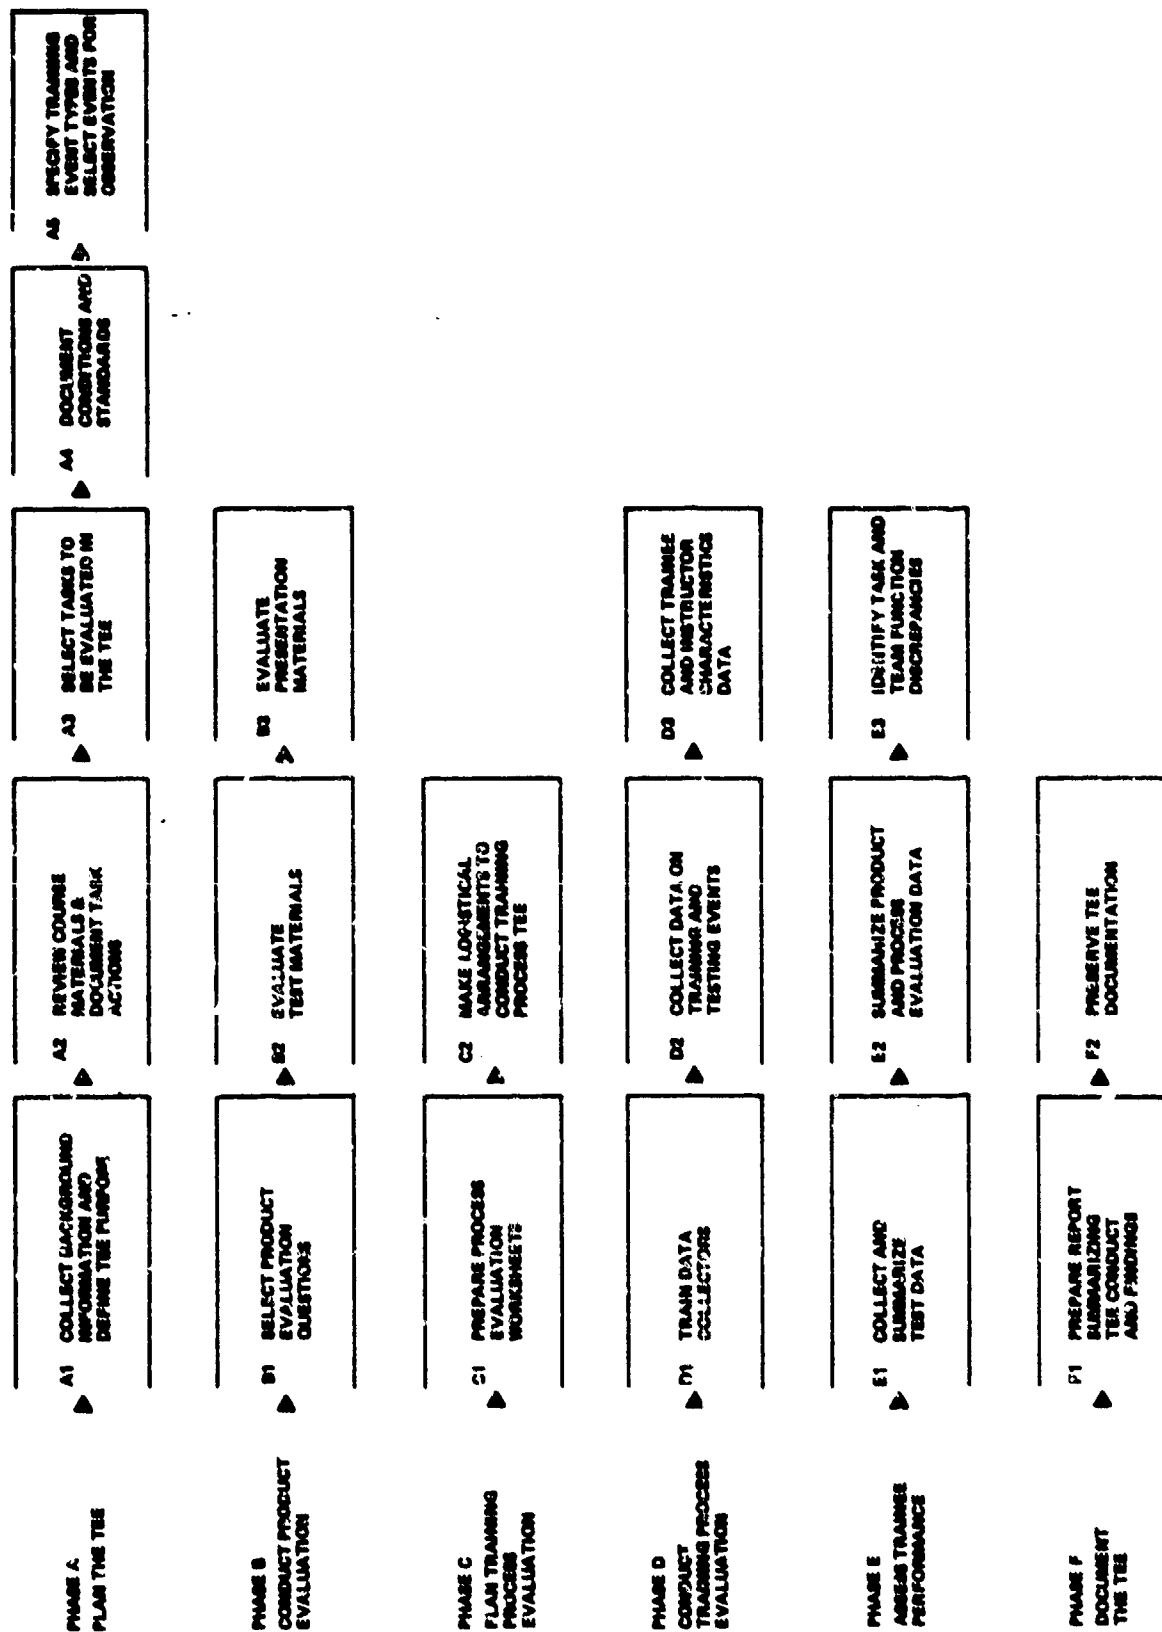 PHASE A
PLAN THE TEE
A1 COLLECT BACKGROUND
INFORMATION AND
DEFINE TEE PURPOSE
A2 REVIEW COURSE
MATERIALS &
DOCUMENT TASK
ACTIONS
A3 SELECT TASKS TO
BE EVALUATED IN
THE TEE
A4 DOCUMENT
CONDITIONS AND
STANDARDS
A5 SPECIFY TRAINING
EVENT TYPES AND
SELECT EVENTS FOR
OBSERVATION
PHASE B
CONDUCT PRODUCT
EVALUATION
B1 SELECT PRODUCT
EVALUATION
QUESTIONS
B2 EVALUATE
TEST MATERIALS
B3 EVALUATE
PRESENTATION
MATERIALS
PHASE C
PLAN TRAINING
PROCESS
EVALUATION
C1 PREPARE PROCESS
EVALUATION
WORKSHEETS
C2 MAKE LOGISTICAL
ARRANGEMENTS TO
CONDUCT TRAINING
PROCESS TEE
PHASE D
CONDUCT
TRAINING PROCESS
EVALUATION
D1 TRAIN DATA
COLLECTORS
D2 COLLECT DATA ON
TRAINING AND
TESTING EVENTS
D3 COLLECT TRAINEE
AND INSTRUCTOR
CHARACTERISTICS
DATA
PHASE E
ASSESS TRAINEE
PERFORMANCE
E1 COLLECT AND
SUMMARIZE
TEST DATA
E2 SUMMARIZE PRODUCT
AND PROCESS
EVALUATION DATA
E3 IDENTIFY TASK AND
TEAM FUNCTION
DISCREPANCIES
PHASE F
DOCUMENT
THE TEE
F1 PREPARE REPORT
SUMMARIZING
TEE CONDUCT
AND FINDINGS
F2 PRESERVE TEE
DOCUMENTATION